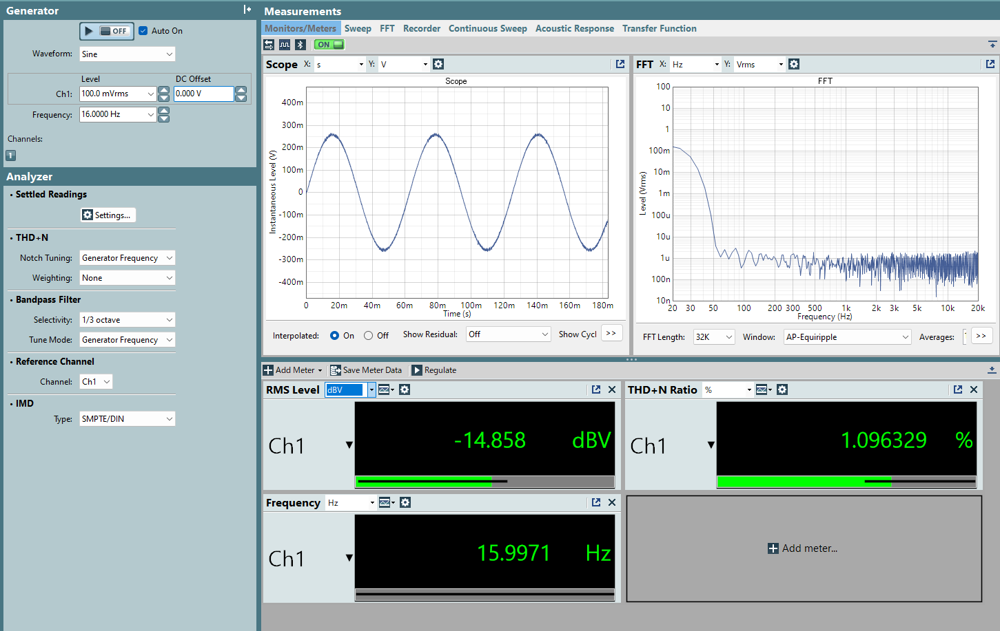 Generator
OFF
Auto On
Waveform: Sine
Level DC Offset
Ch1: 100.0 mVrms 0.000 V
Frequency: 16.0000 Hz
Channels:
1
Analyzer
• Settled Readings
Settings...
• THD+N
Notch Tuning: Generator Frequency
Weighting: None
• Bandpass Filter
Selectivity: 1/3 octave
Tune Mode: Generator Frequency
• Reference Channel
Channel: Ch1
• IMD
Type: SMPTE/DIN
Measurements
Monitors/Meters Sweep FFT Recorder Continuous Sweep Acoustic Response Transfer Function
ON
Scope X: s Y: V
Scope
Instantaneous Level (V)
400m
300m
200m
100m
0
-100m
-200m
-300m
-400m
0 20m 40m 60m 80m 100m 120m 140m 160m 180m
Time (s)
Interpolated: On Off Show Residual: Off Show Cycl >>
FFT X: Hz Y: Vrms
FFT
Level (Vrms)
100
10
1
100m
10m
1m
100u
10u
1u
100n
10n
20 30 50 100 200 300 500 1k 2k 3k 5k 10k 20k
Frequency (Hz)
FFT Length: 32K Window: AP-Equiripple Averages: >>
Add Meter Save Meter Data Regulate
RMS Level dBV
Ch1 -14.858 dBV
THD+N Ratio %
Ch1 1.096329 %
Frequency Hz
Ch1 15.9971 Hz
Add meter...